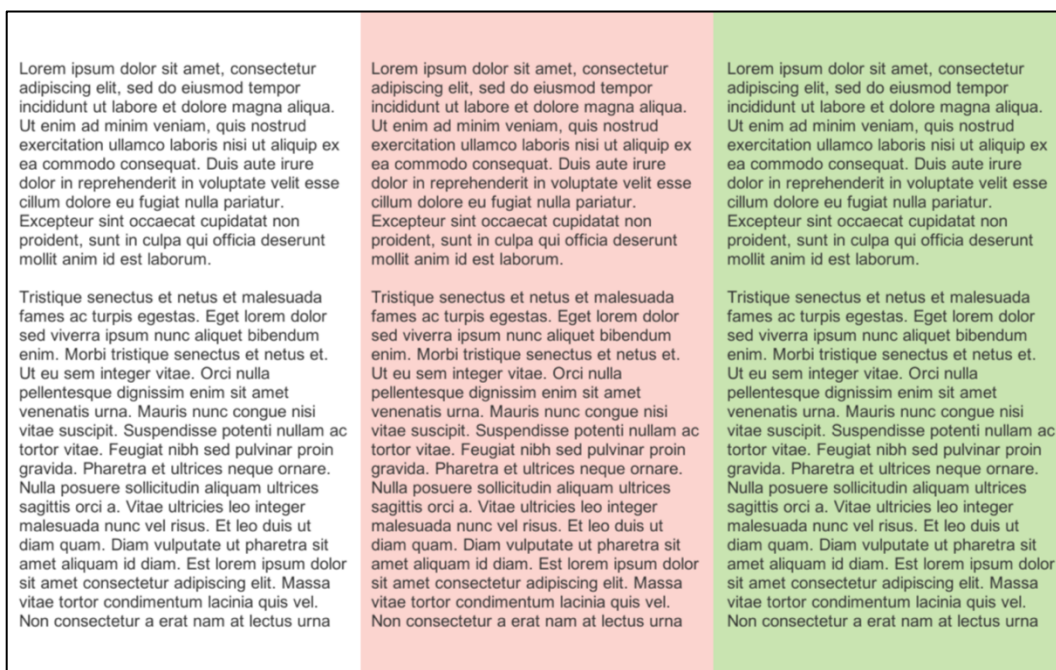 Lorem ipsum dolor sit amet, consectetur
adipiscing elit, sed do eiusmod tempor
incididunt ut labore et dolore magna aliqua.
Ut enim ad minim veniam, quis nostrud
exercitation ullamco laboris nisi ut aliquip ex
ea commodo consequat. Duis aute irure
dolor in reprehenderit in voluptate velit esse
cillum dolore eu fugiat nulla pariatur.
Excepteur sint occaecat cupidatat non
proident, sunt in culpa qui officia deserunt
mollit anim id est laborum.
Tristique senectus et netus et malesuada
fames ac turpis egestas. Eget lorem dolor
sed viverra ipsum nunc aliquet bibendum
enim. Morbi tristique senectus et netus et.
Ut eu sem integer vitae. Orci nulla
pellentesque dignissim enim sit amet
venenatis urna. Mauris nunc congue nisi
vitae suscipit. Suspendisse potenti nullam ac
tortor vitae. Feugiat nibh sed pulvinar proin
gravida. Pharetra et ultrices neque ornare.
Nulla posuere sollicitudin aliquam ultrices
sagittis orci a. Vitae ultricies leo integer
malesuada nunc vel risus. Et leo duis ut
diam quam. Diam vulputate ut pharetra sit
amet aliquam id diam. Est lorem ipsum dolor
sit amet consectetur adipiscing elit. Massa
vitae tortor condimentum lacinia quis vel.
Non consectetur a erat nam at lectus urna
Lorem ipsum dolor sit amet, consectetur
adipiscing elit, sed do eiusmod tempor
incididunt ut labore et dolore magna aliqua.
Ut enim ad minim veniam, quis nostrud
exercitation ullamco laboris nisi ut aliquip ex
ea commodo consequat. Duis aute irure
dolor in reprehenderit in voluptate velit esse
cillum dolore eu fugiat nulla pariatur.
Excepteur sint occaecat cupidatat non
proident, sunt in culpa qui officia deserunt
mollit anim id est laborum.
Tristique senectus et netus et malesuada
fames ac turpis egestas. Eget lorem dolor
sed viverra ipsum nunc aliquet bibendum
enim. Morbi tristique senectus et netus et.
Ut eu sem integer vitae. Orci nulla
pellentesque dignissim enim sit amet
venenatis urna. Mauris nunc congue nisi
vitae suscipit. Suspendisse potenti nullam ac
tortor vitae. Feugiat nibh sed pulvinar proin
gravida. Pharetra et ultrices neque ornare.
Nulla posuere sollicitudin aliquam ultrices
sagittis orci a. Vitae ultricies leo integer
malesuada nunc vel risus. Et leo duis ut
diam quam. Diam vulputate ut pharetra sit
amet aliquam id diam. Est lorem ipsum dolor
sit amet consectetur adipiscing elit. Massa
vitae tortor condimentum lacinia quis vel.
Non consectetur a erat nam at lectus urna
Lorem ipsum dolor sit amet, consectetur
adipiscing elit, sed do eiusmod tempor
incididunt ut labore et dolore magna aliqua.
Ut enim ad minim veniam, quis nostrud
exercitation ullamco laboris nisi ut aliquip ex
ea commodo consequat. Duis aute irure
dolor in reprehenderit in voluptate velit esse
cillum dolore eu fugiat nulla pariatur.
Excepteur sint occaecat cupidatat non
proident, sunt in culpa qui officia deserunt
mollit anim id est laborum.
Tristique senectus et netus et malesuada
fames ac turpis egestas. Eget lorem dolor
sed viverra ipsum nunc aliquet bibendum
enim. Morbi tristique senectus et netus et.
Ut eu sem integer vitae. Orci nulla
pellentesque dignissim enim sit amet
venenatis urna. Mauris nunc congue nisi
vitae suscipit. Suspendisse potenti nullam ac
tortor vitae. Feugiat nibh sed pulvinar proin
gravida. Pharetra et ultrices neque ornare.
Nulla posuere sollicitudin aliquam ultrices
sagittis orci a. Vitae ultricies leo integer
malesuada nunc vel risus. Et leo duis ut
diam quam. Diam vulputate ut pharetra sit
amet aliquam id diam. Est lorem ipsum dolor
sit amet consectetur adipiscing elit. Massa
vitae tortor condimentum lacinia quis vel.
Non consectetur a erat nam at lectus urna